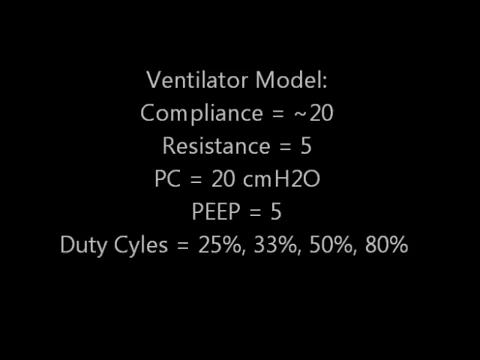 Ventilator Model:
Compliance = ~20
Resistance = 5
PC = 20 cmH2O
PEEP = 5
Duty Cyles = 25%, 33%, 50%, 80%